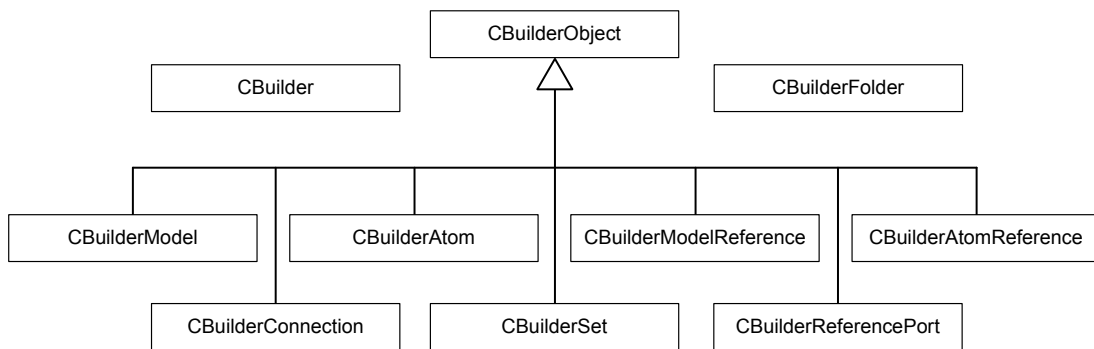 CBuilderObject
CBuilder
CBuilderFolder
CBuilderModel
CBuilderAtom
CBuilderModelReference
CBuilderAtomReference
CBuilderConnection
CBuilderSet
CBuilderReferencePort